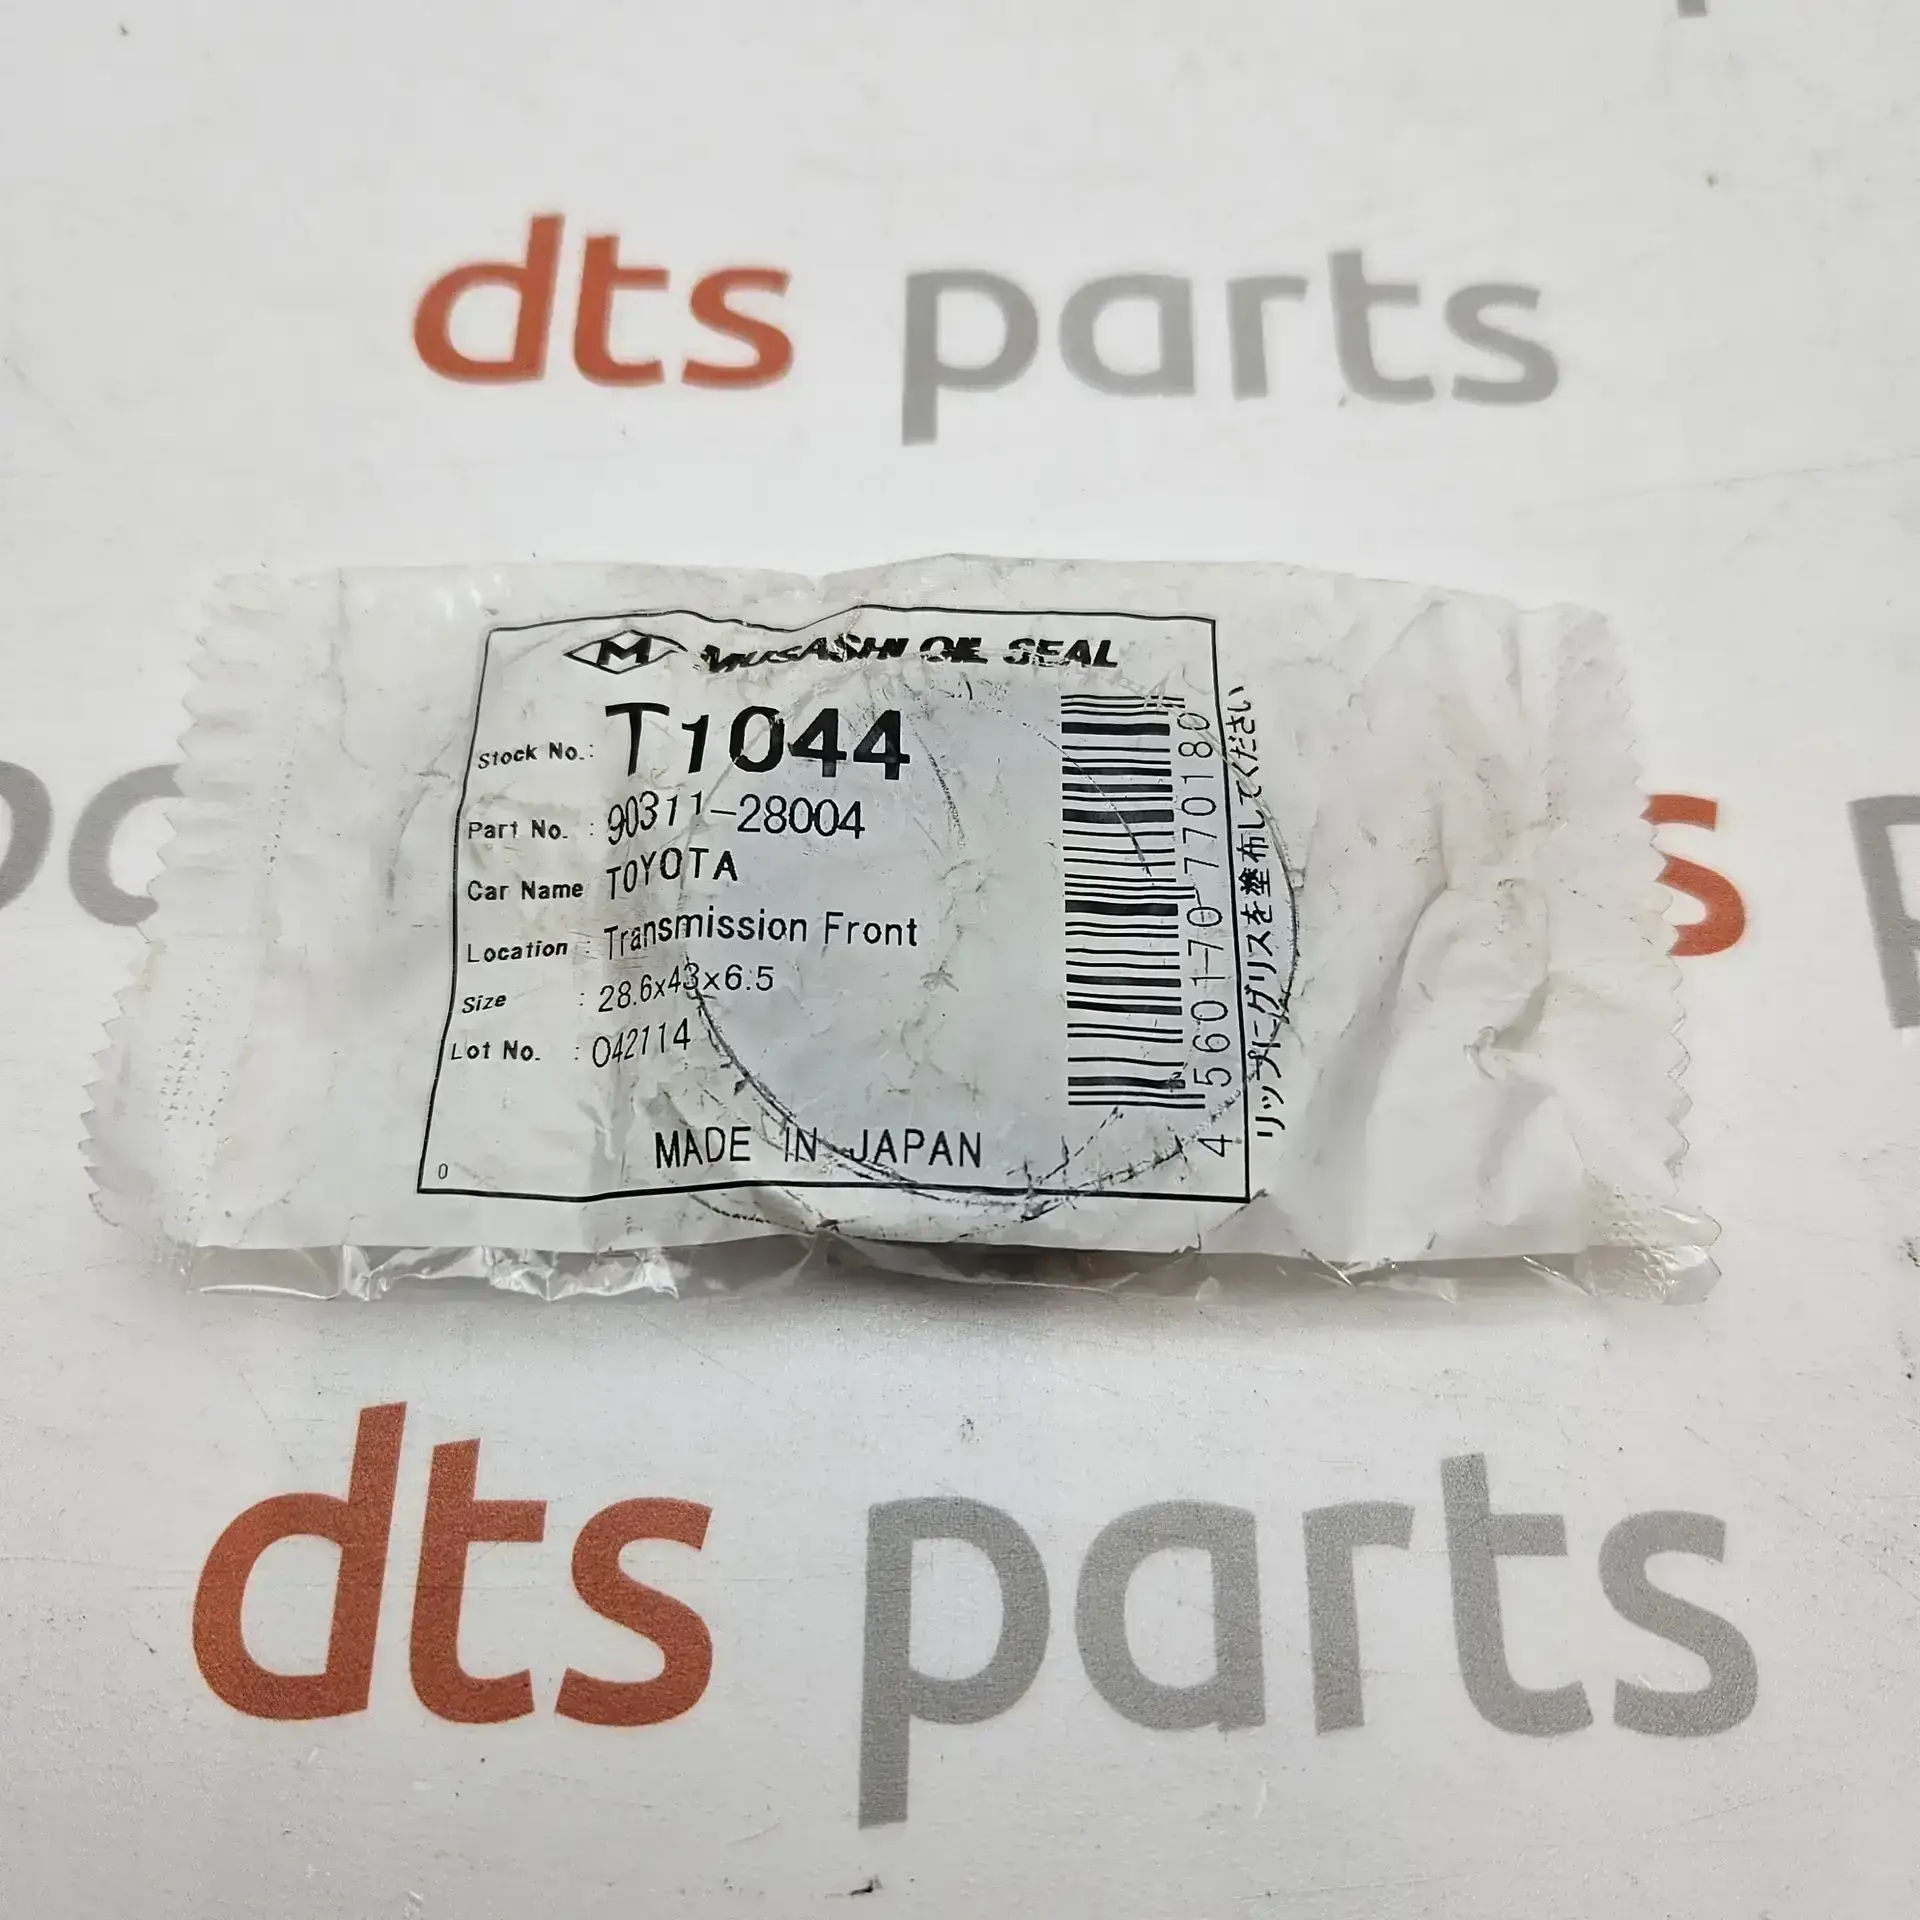 dts parts
M MUSASHI OIL SEAL
Stock No.: T1044
Part No. : 90311-28004
Car Name TOYOTA
Location : Transmission Front
Size : 28.6x43x6.5
Lot No. : 042114
MADE IN JAPAN
0
4 560170 770180
リップにグリスを塗布してください
dts parts